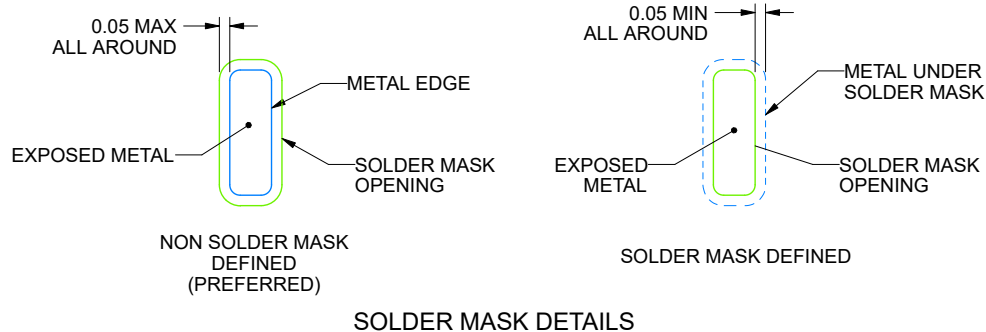 0.05 MAX
ALL AROUND
METAL EDGE
EXPOSED METAL
SOLDER MASK
OPENING
NON SOLDER MASK
DEFINED
(PREFERRED)
0.05 MIN
ALL AROUND
METAL UNDER
SOLDER MASK
EXPOSED
METAL
SOLDER MASK
OPENING
SOLDER MASK DEFINED
SOLDER MASK DETAILS